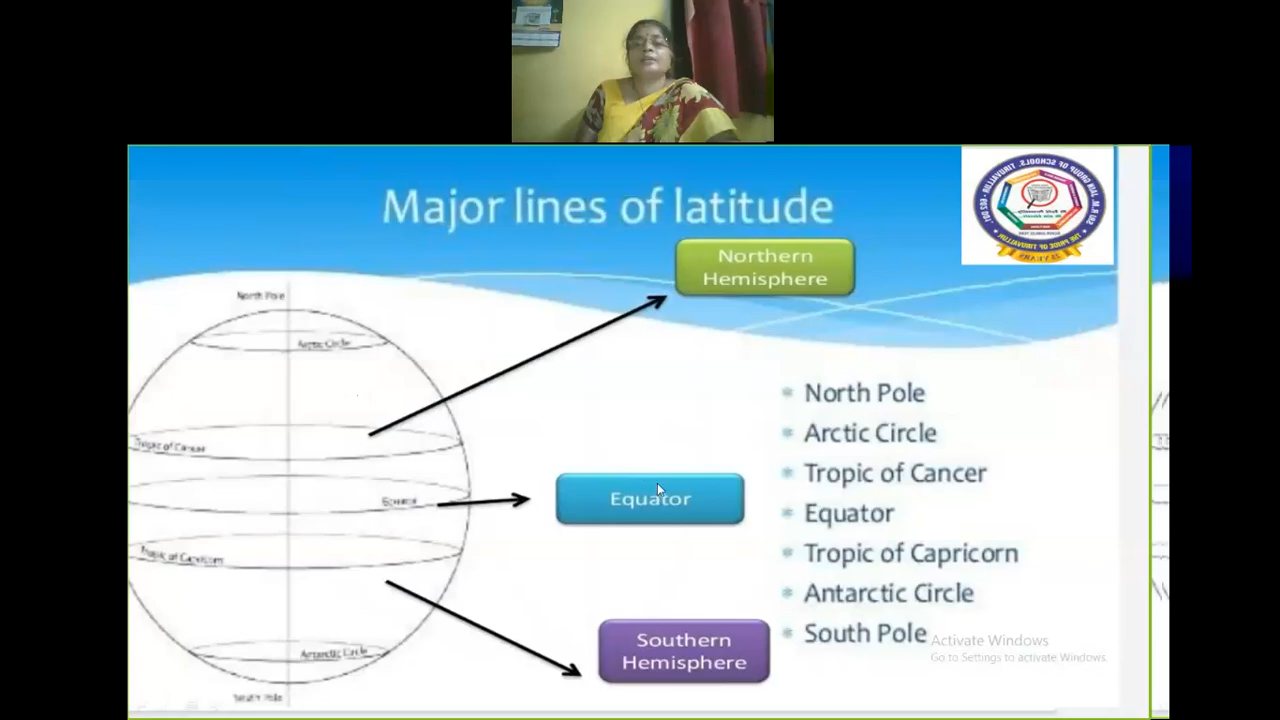 Major lines of latitude
Northern
Hemisphere
North Pole
Arctic Circle
Tropic of Cancer
Equator
Tropic of Capricorn
Antarctic Circle
South Pole
Equator
Southern
Hemisphere
North Pole
Arctic Circle
Tropic of Cancer
Equator
Tropic of Capricorn
Antarctic Circle
South Pole
Activate Windows
Go to Settings to activate Windows.